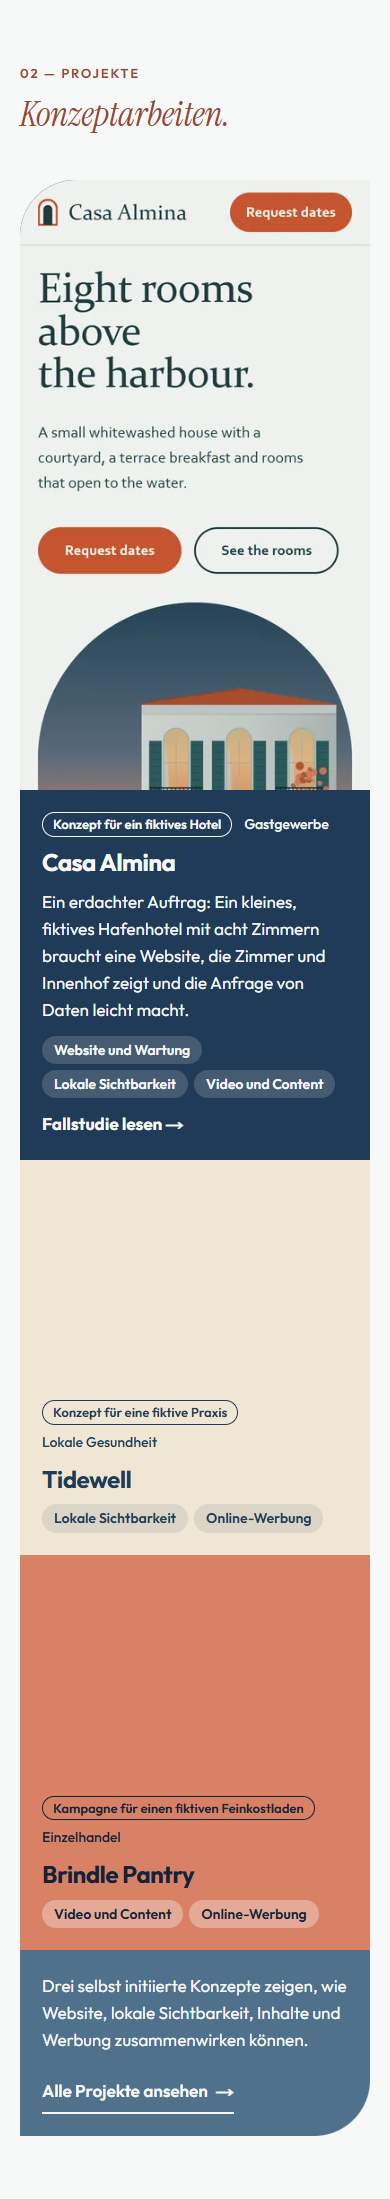 02 — PROJEKTE
Konzeptarbeiten.
Casa Almina
Request dates
Eight rooms
above
the harbour.
A small whitewashed house with a
courtyard, a terrace breakfast and rooms
that open to the water.
Request dates
See the rooms
Konzept für ein fiktives Hotel
Gastgewerbe
Casa Almina
Ein erdachter Auftrag: Ein kleines,
fiktives Hafenhotel mit acht Zimmern
braucht eine Website, die Zimmer und
Innenhof zeigt und die Anfrage von
Daten leicht macht.
Website und Wartung
Lokale Sichtbarkeit
Video und Content
Fallstudie lesen →
Konzept für eine fiktive Praxis
Lokale Gesundheit
Tidewell
Lokale Sichtbarkeit
Online-Werbung
Kampagne für einen fiktiven Feinkostladen
Einzelhandel
Brindle Pantry
Video und Content
Online-Werbung
Drei selbst initiierte Konzepte zeigen, wie
Website, lokale Sichtbarkeit, Inhalte und
Werbung zusammenwirken können.
Alle Projekte ansehen →